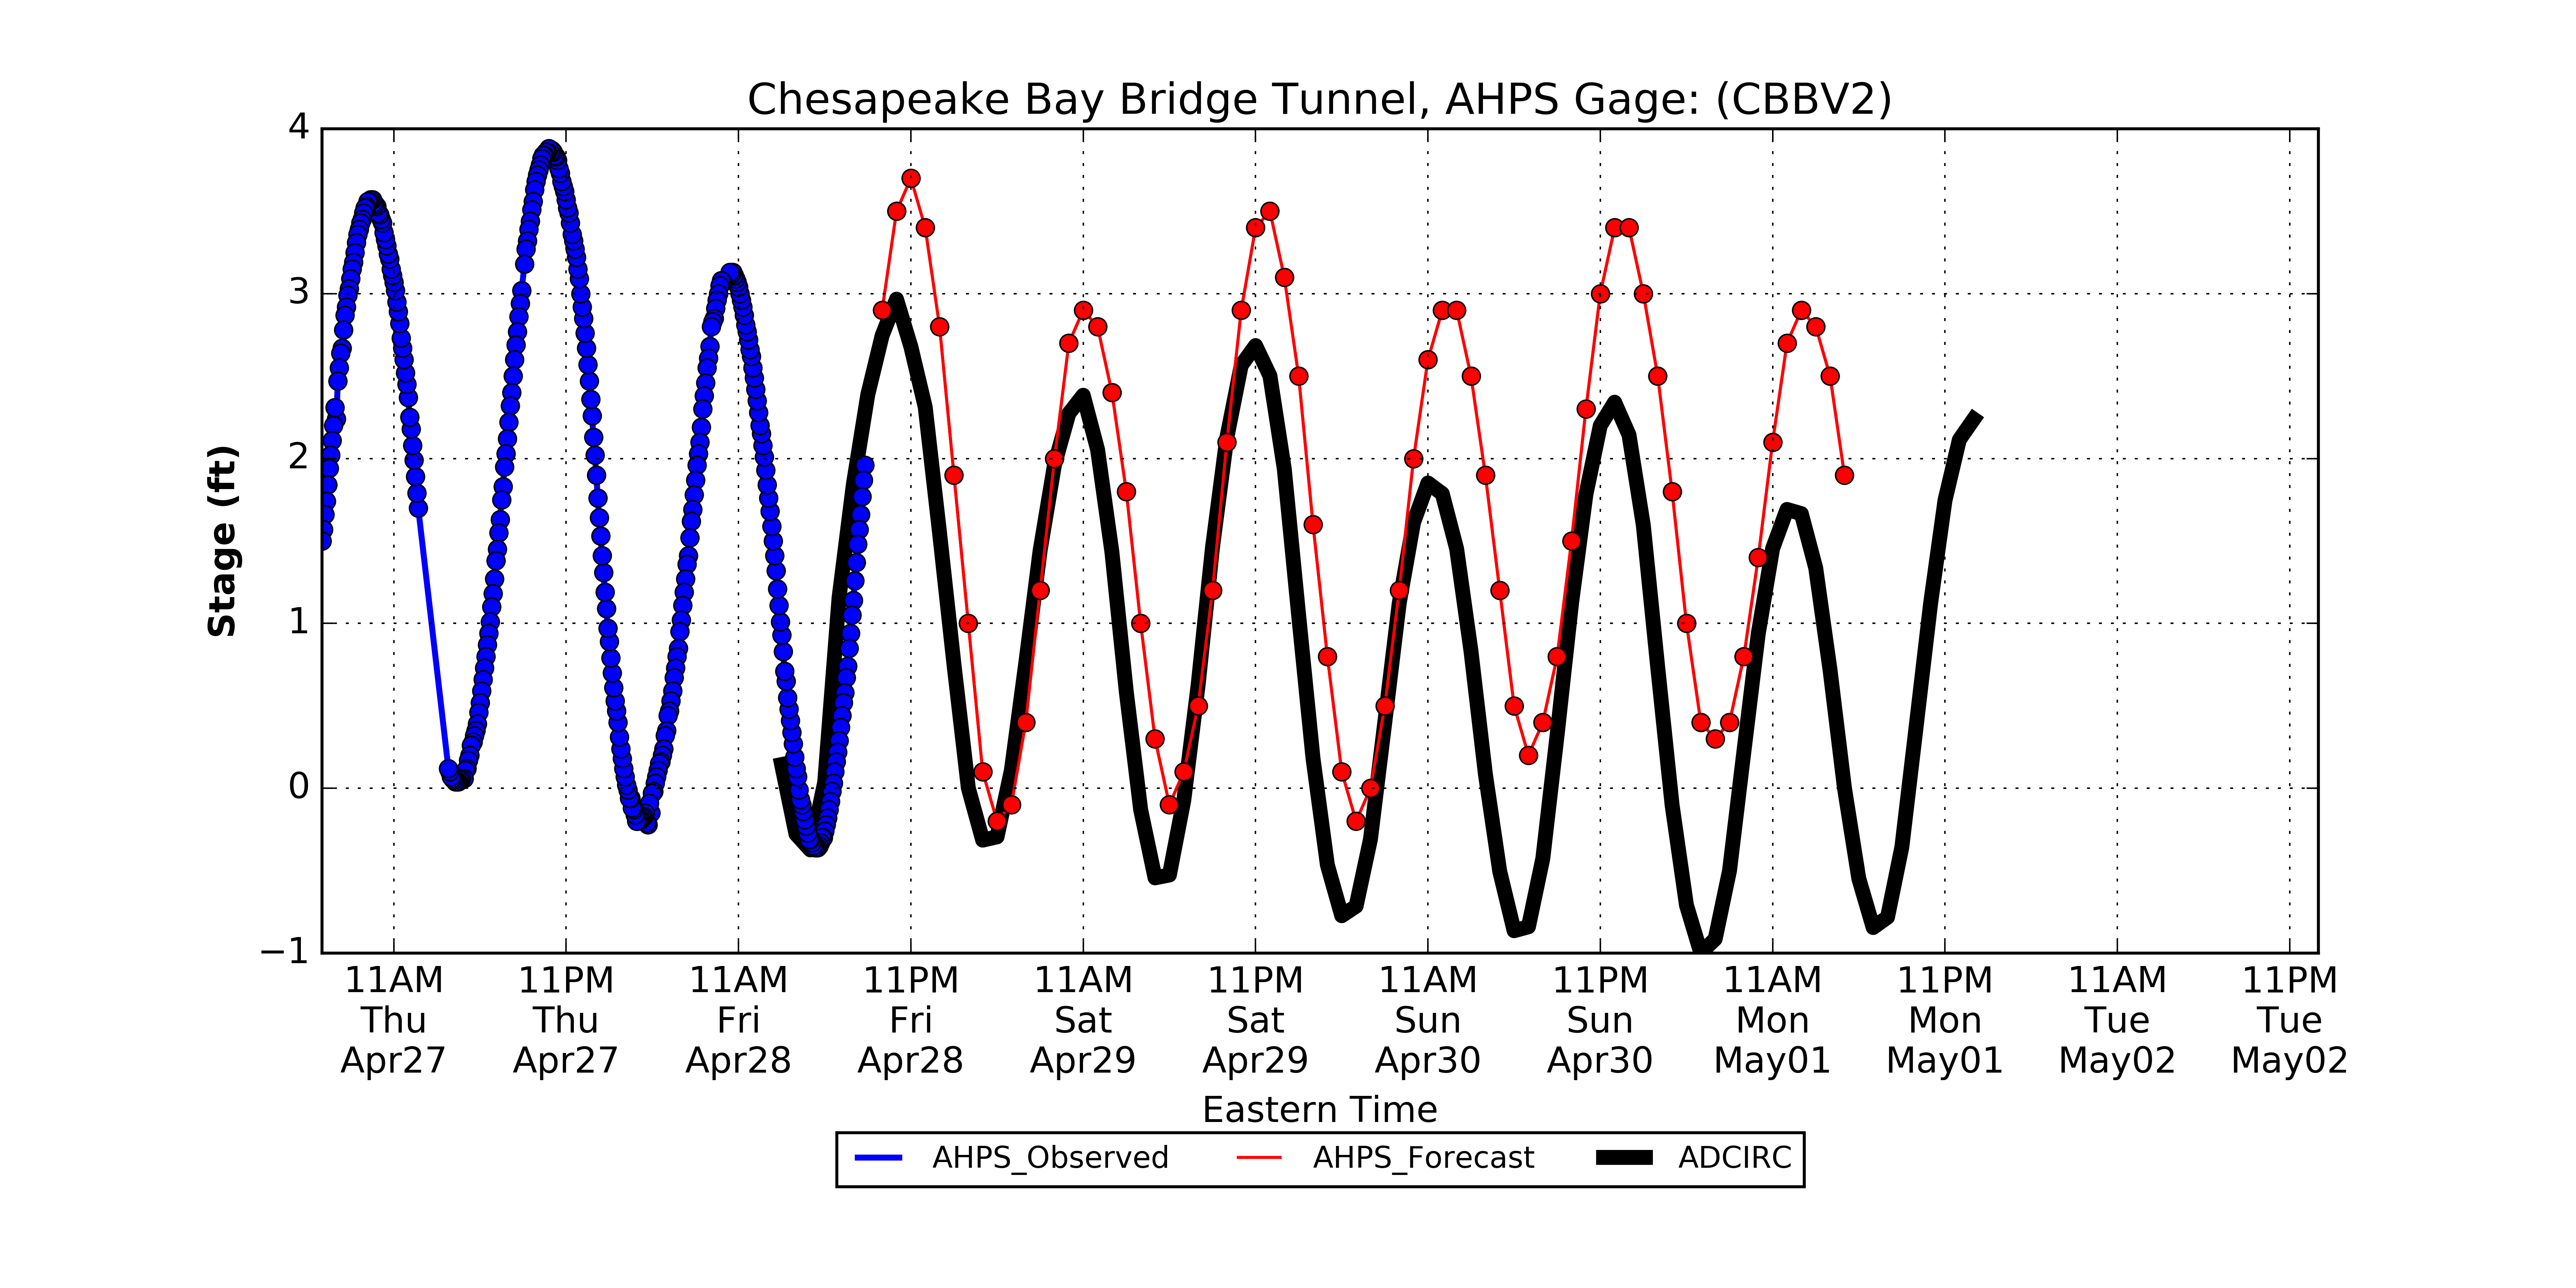 Chesapeake Bay Bridge Tunnel, AHPS Gage: (CBBV2)
4
3
2
1
0
−1
Stage (ft)
11AM 11PM 11AM 11PM 11AM 11PM 11AM 11PM 11AM 11PM 11AM 11PM
Thu Thu Fri Fri Sat Sat Sun Sun Mon Mon Tue Tue
Apr27 Apr27 Apr28 Apr28 Apr29 Apr29 Apr30 Apr30 May01 May01 May02 May02
Eastern Time
AHPS_Observed AHPS_Forecast ADCIRC